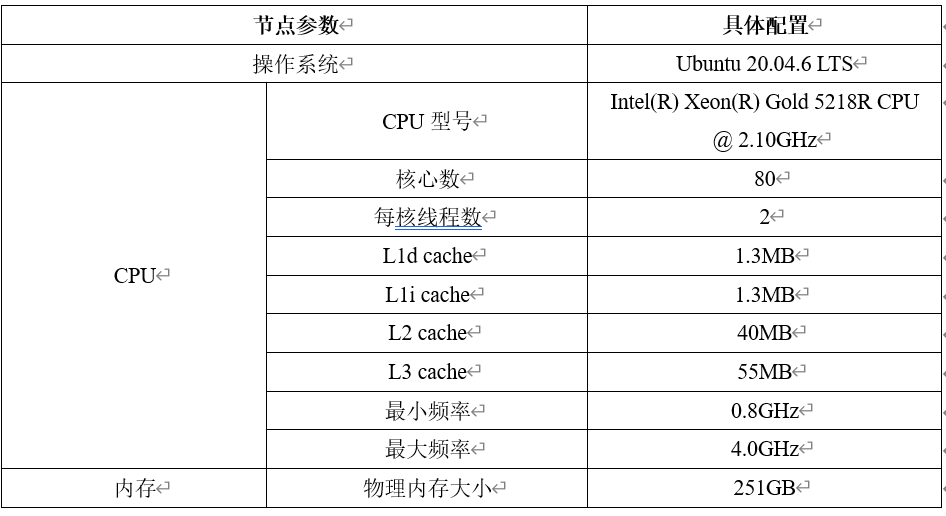 节点参数 具体配置
操作系统 Ubuntu 20.04.6 LTS
CPU
CPU 型号 Intel(R) Xeon(R) Gold 5218R CPU
@ 2.10GHz
核心数 80
每核线程数 2
L1d cache 1.3MB
L1i cache 1.3MB
L2 cache 40MB
L3 cache 55MB
最小频率 0.8GHz
最大频率 4.0GHz
内存 物理内存大小 251GB